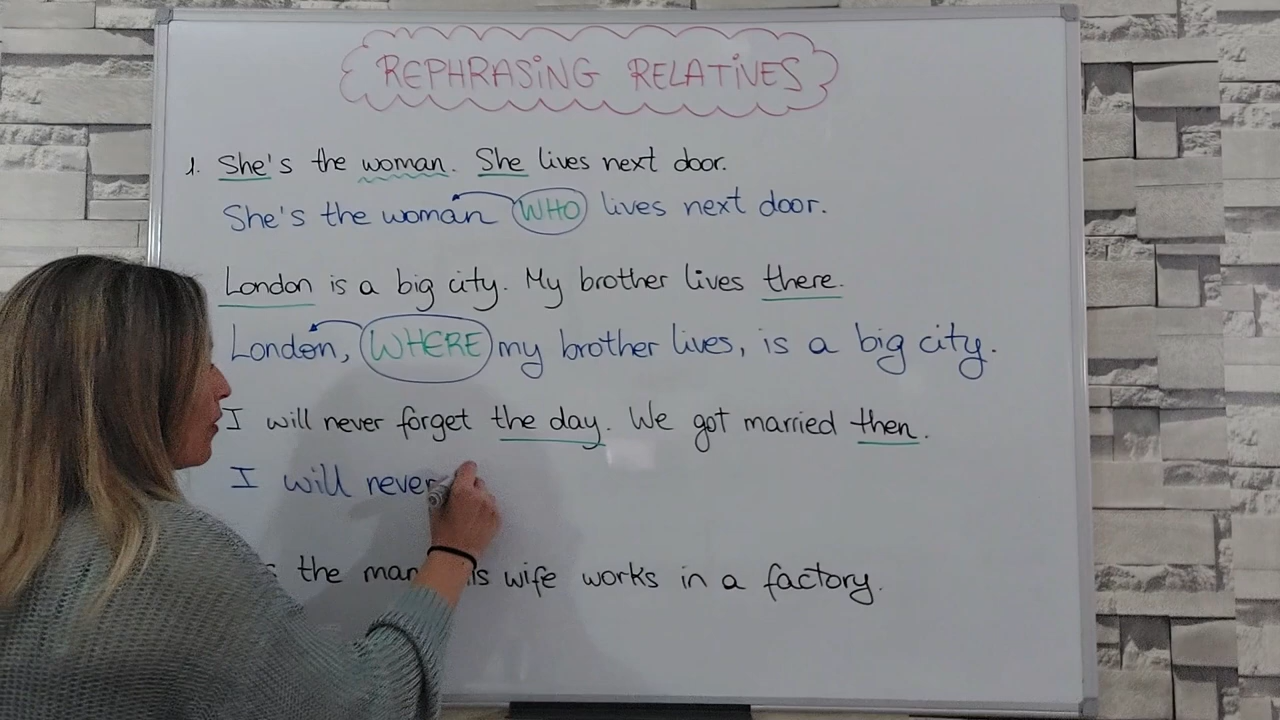 REPHRASING RELATIVES
1. She's the woman. She lives next door.
She's the woman WHO lives next door.
London is a big city. My brother lives there.
London, WHERE my brother lives, is a big city.
I will never forget the day. We got married then.
I will never
the man wife works in a factory.